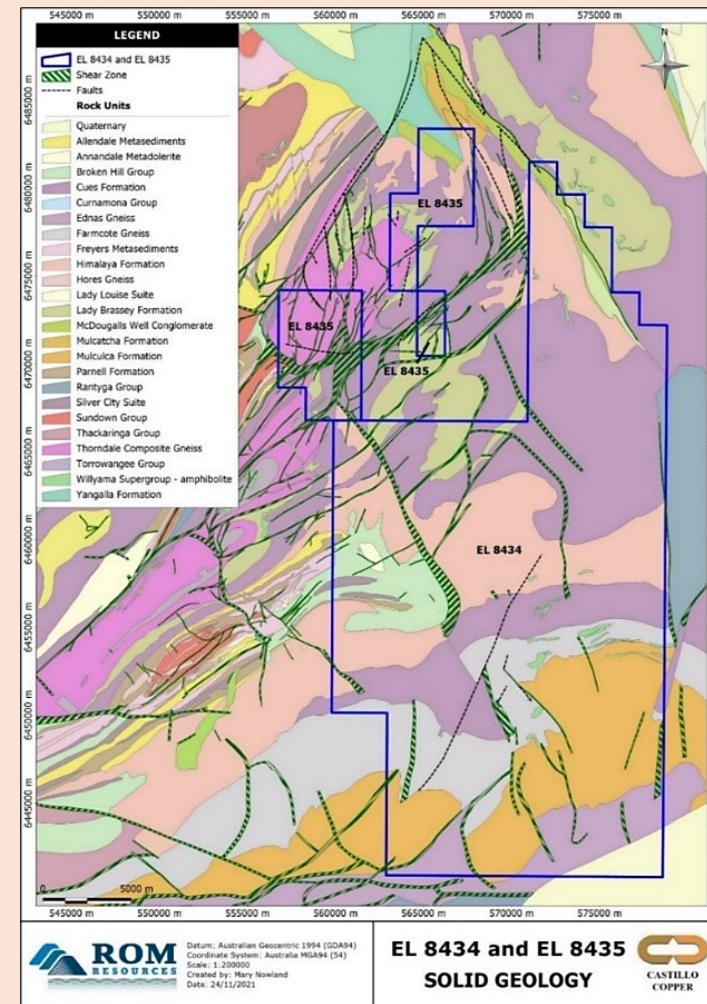 545000 m
550000 m
555000 m
560000 m
565000 m
570000 m
575000 m
LEGEND
EL 8434 and EL 8435
Shear Zone
Faults
Rock Units
Quaternary
Allendale Metasediments
Annandale Metadolerite
Broken Hill Group
Cues Formation
Curnamona Group
Ednas Gneiss
Farmcote Gneiss
Freyers Metasediments
Himalaya Formation
Hores Gneiss
Lady Louise Suite
Lady Brassey Formation
McDougalls Well Conglomerate
Mulcatcha Formation
Mulculca Formation
Parnell Formation
Rantyga Group
Silver City Suite
Sundown Group
Thackaringa Group
Thorndale Composite Gneiss
Torrowangee Group
Willyama Supergroup - amphibolite
Yangalla Formation
N
6485000 m
6480000 m
6475000 m
6470000 m
6465000 m
6460000 m
6455000 m
6450000 m
6445000 m
EL 8435
EL 8435
EL 8435
EL 8434
0
5000 m
545000 m
550000 m
555000 m
560000 m
565000 m
570000 m
575000 m
ROM
RESOURCES
Datum: Australian Geocentric 1994 (GDA94)
Coordinate System: Australia MGA94 (54)
Scale: 1:200000
Created by: Mary Nowland
Date: 24/11/2021
EL 8434 and EL 8435
SOLID GEOLOGY
CASTILLO
COPPER